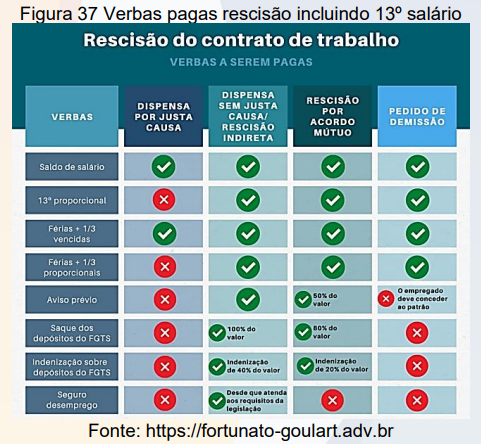 Figura 37 Verbas pagas rescisão incluindo 13º salário
Rescisão do contrato de trabalho
VERBAS A SEREM PAGAS
VERBAS
DISPENSA
POR JUSTA
CAUSA
DISPENSA
SEM JUSTA
CAUSA/
RESCISÃO
INDIRETA
RESCISÃO
POR
ACORDO
MÚTUO
PEDIDO DE
DEMISSÃO
Saldo de salário
13º proporcional
Férias + 1/3
vencidas
Férias + 1/3
proporcionais
Aviso prévio
50% do
valor
O empregado
deve conceder
ao patrão
Saque dos
depósitos do FGTS
100% do
valor
80% do
valor
Indenização sobre
depósitos do FGTS
Indenização
de 40% do valor
Indenização
de 20% do valor
Seguro
desemprego
Desde que atenda
aos requisitos da
legislação
Fonte: https://fortunato-goulart.adv.br